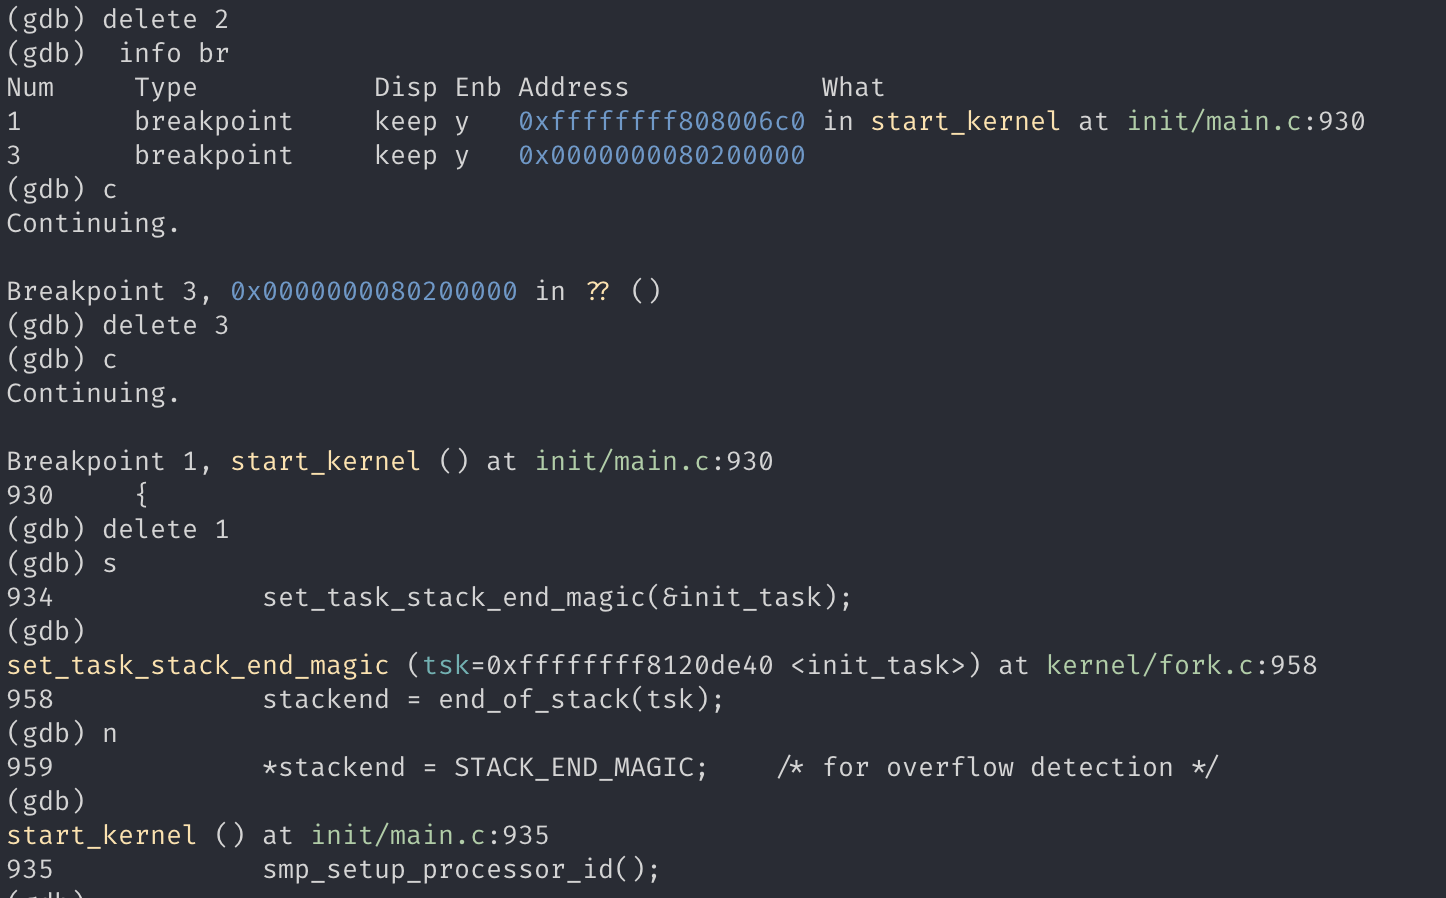 (gdb) delete 2
(gdb)  info br
Num     Type           Disp Enb Address            What
1       breakpoint     keep y   0xffffffff808006c0 in start_kernel at init/main.c:930
3       breakpoint     keep y   0x0000000080200000
(gdb) c
Continuing.

Breakpoint 3, 0x0000000080200000 in ?? ()
(gdb) delete 3
(gdb) c
Continuing.

Breakpoint 1, start_kernel () at init/main.c:930
930     {
(gdb) delete 1
(gdb) s
934             set_task_stack_end_magic(&init_task);
(gdb)
set_task_stack_end_magic (tsk=0xffffffff8120de40 <init_task>) at kernel/fork.c:958
958             stackend = end_of_stack(tsk);
(gdb) n
959             *stackend = STACK_END_MAGIC;    /* for overflow detection */
(gdb)
start_kernel () at init/main.c:935
935             smp_setup_processor_id();